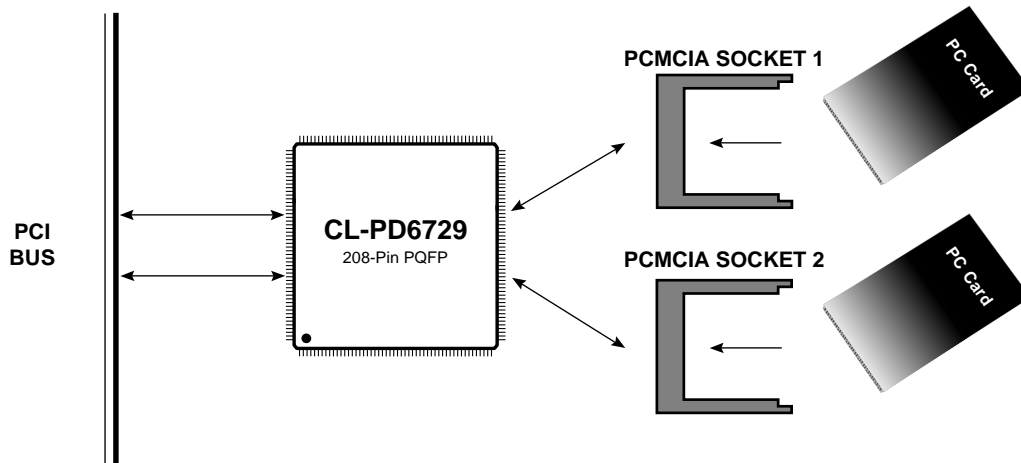 PCI
BUS
CL-PD6729
208-Pin PQFP
PCMCIA SOCKET 1
PC Card
PCMCIA SOCKET 2
PC Card